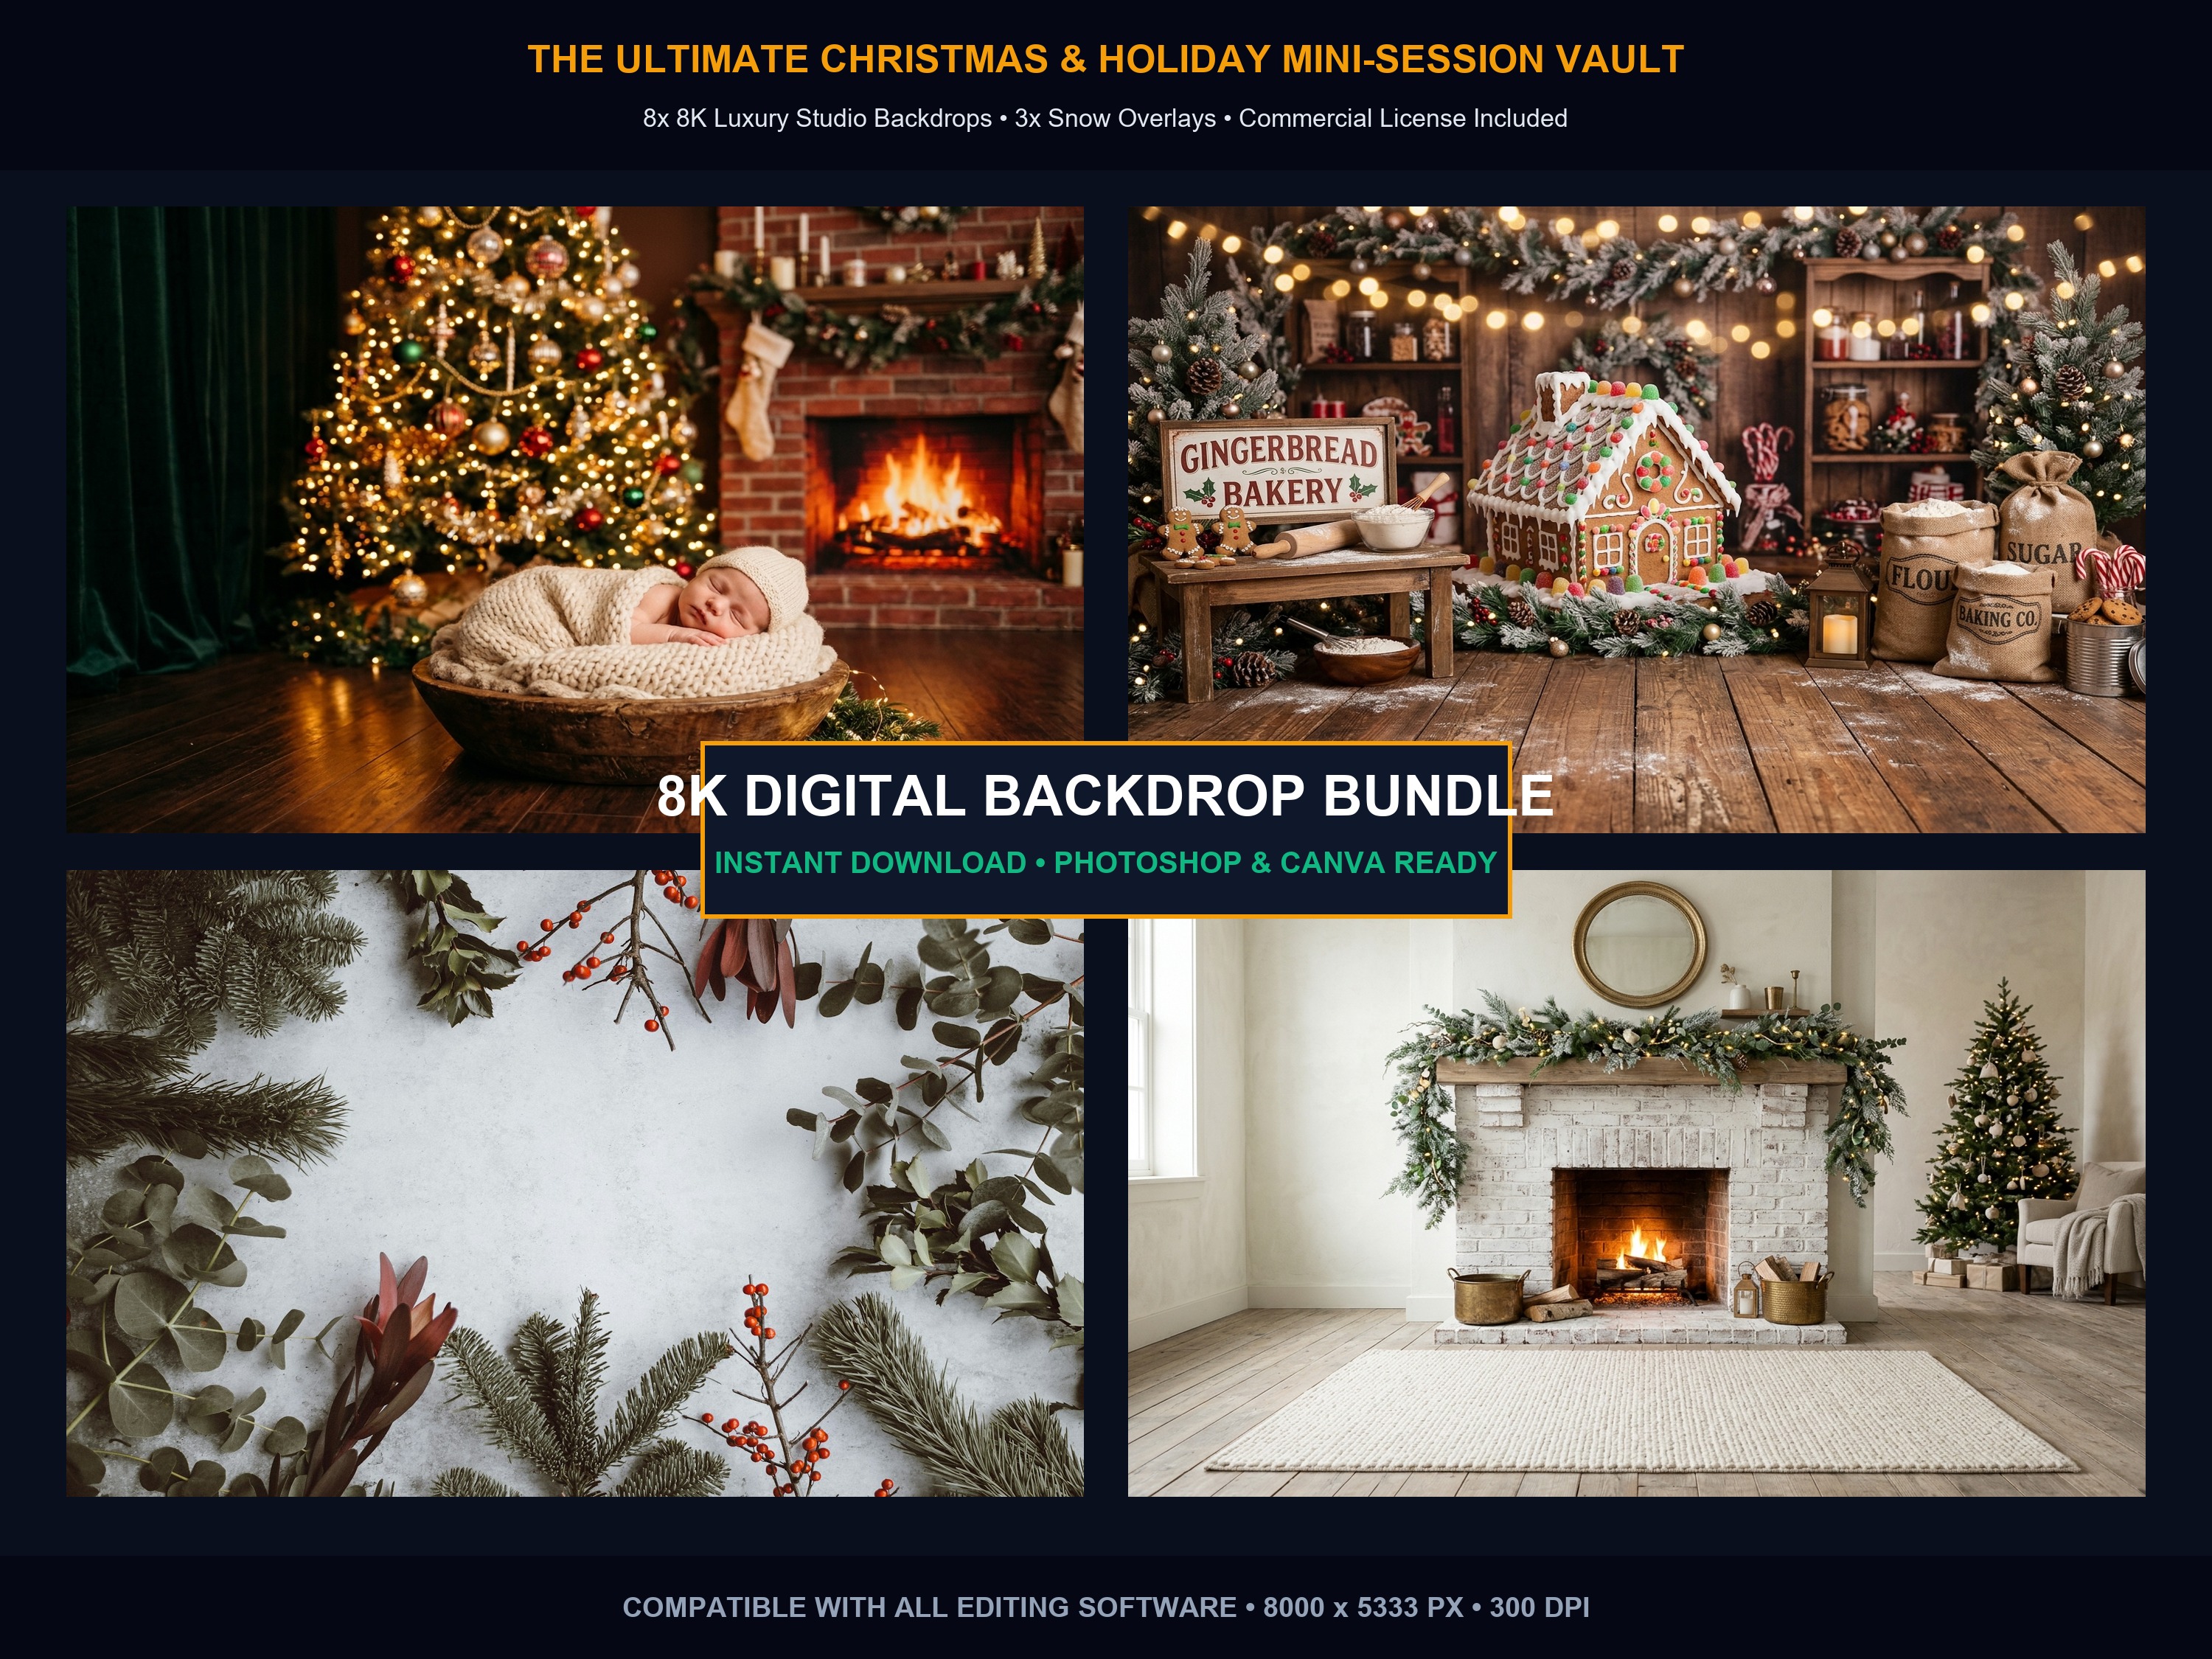 THE ULTIMATE CHRISTMAS & HOLIDAY MINI-SESSION VAULT
8x 8K Luxury Studio Backdrops • 3x Snow Overlays • Commercial License Included
GINGERBREAD
BAKERY
SUGAR
FLOU
BAKING CO.
8K DIGITAL BACKDROP BUNDLE
INSTANT DOWNLOAD • PHOTOSHOP & CANVA READY
COMPATIBLE WITH ALL EDITING SOFTWARE • 8000 x 5333 PX • 300 DPI